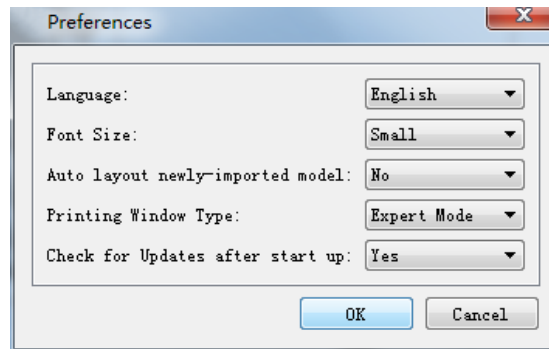 Preferences
Language: English
Font Size: Small
Auto layout newly-imported model: No
Printing Window Type: Expert Mode
Check for Updates after start up: Yes
OK Cancel